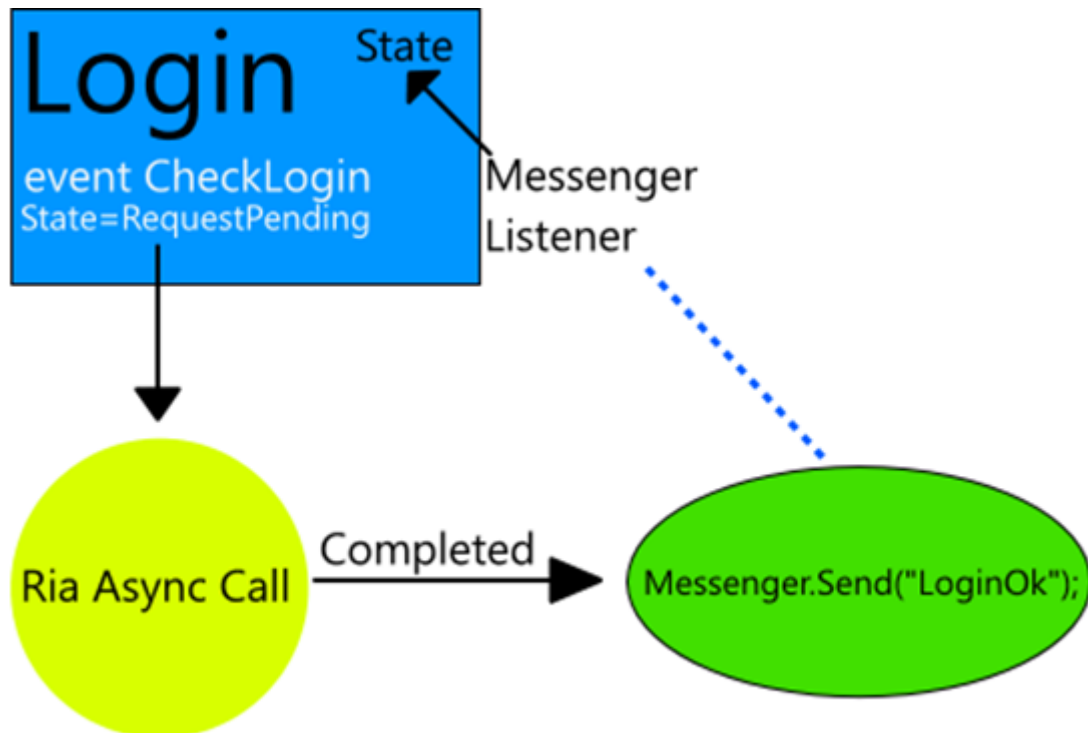 Login
State
event CheckLogin
State=RequestPending
Messenger
Listener
Ria Async Call
Completed
Messenger.Send("LoginOk");